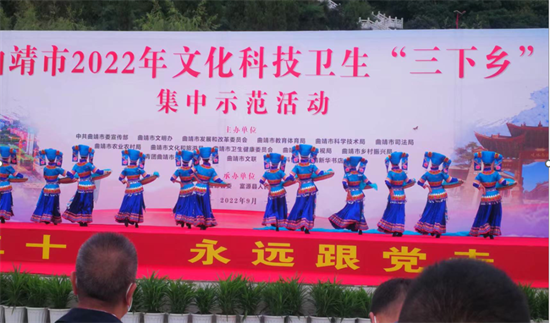 曲靖市2022年文化科技卫生“三下乡”
集中示范活动
主办单位
中共曲靖市委宣传部 曲靖市文明办 曲靖市发展和改革委员会 曲靖市教育体育局 曲靖市科学技术局 曲靖市司法局
曲靖市农业农村局 曲靖市文化和旅游局 曲靖市卫生健康委员会 曲靖市乡村振兴局
曲靖市文联 新华书店
承办单位
2022年9月
二十 永远跟党走